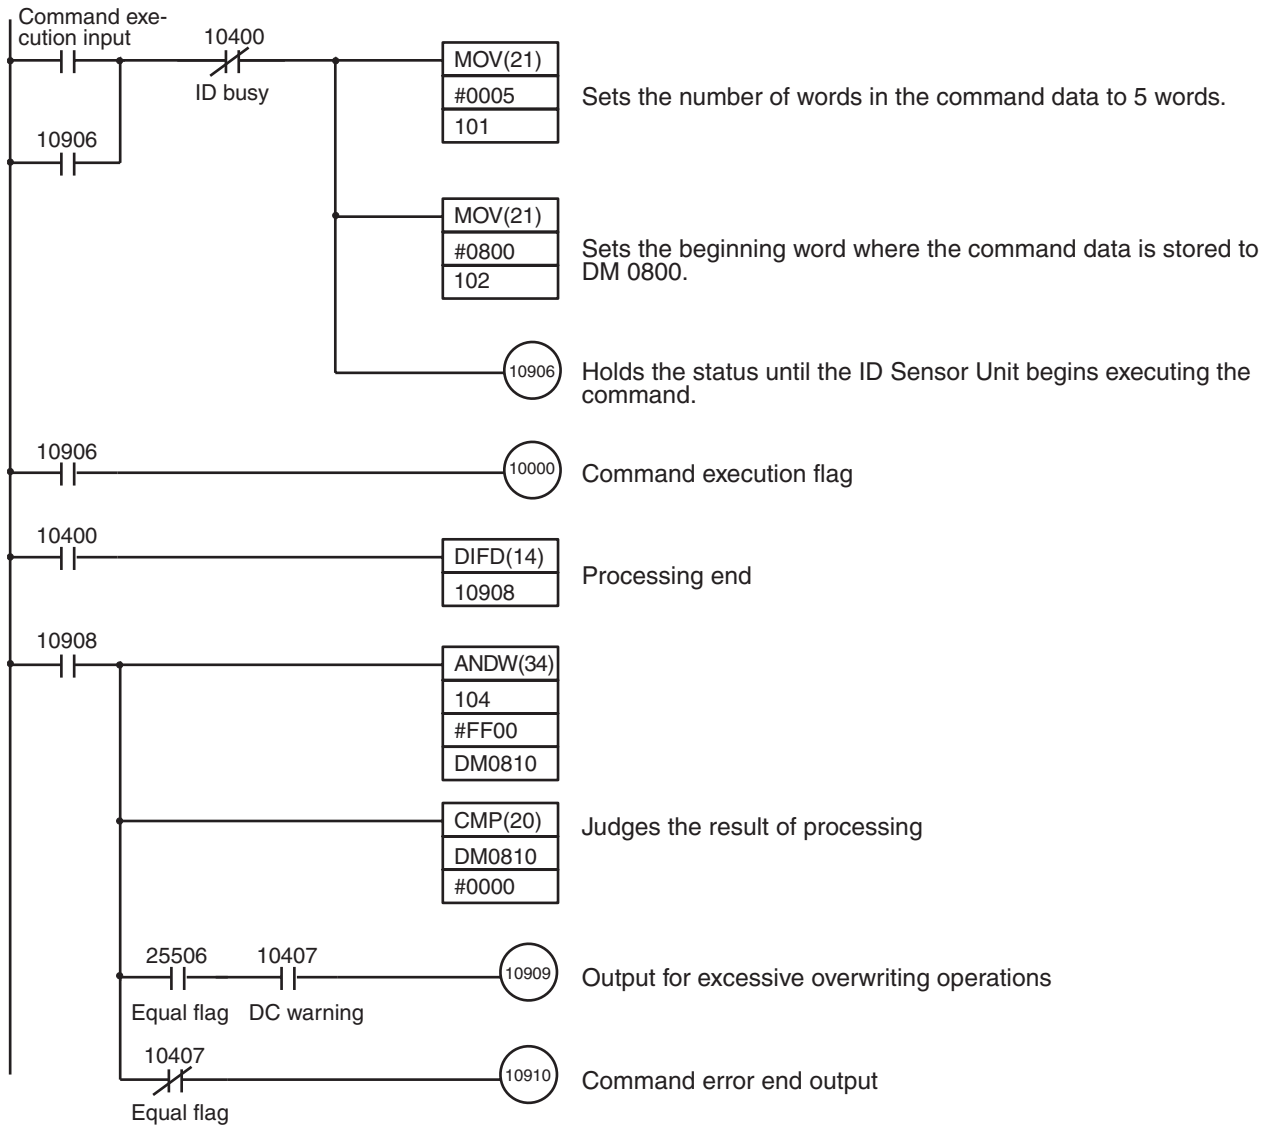 Command exe-
cution input
10400
ID busy
MOV(21)
#0005
101
Sets the number of words in the command data to 5 words.
10906
MOV(21)
#0800
102
Sets the beginning word where the command data is stored to
DM 0800.
10906
Holds the status until the ID Sensor Unit begins executing the
command.
10906
10000
Command execution flag
10400
DIFD(14)
10908
Processing end
10908
ANDW(34)
104
#FF00
DM0810
CMP(20)
DM0810
#0000
Judges the result of processing
25506
Equal flag
10407
DC warning
10909
Output for excessive overwriting operations
10407
Equal flag
10910
Command error end output